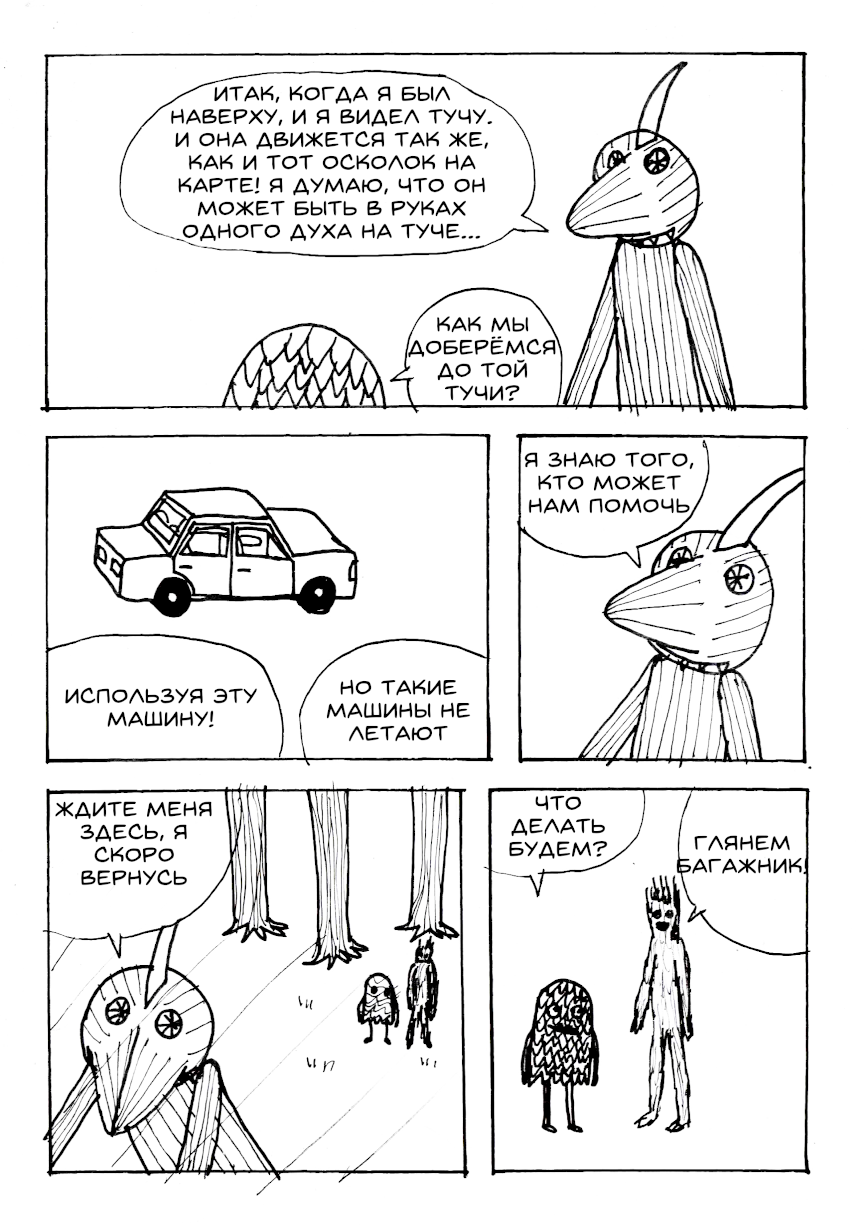 ИТАК, КОГДА Я БЫЛ
НАВЕРХУ, И Я ВИДЕЛ ТУЧУ.
И ОНА ДВИЖЕТСЯ ТАК ЖЕ,
КАК И ТОТ ОСКОЛОК НА
КАРТЕ! Я ДУМАЮ, ЧТО ОН
МОЖЕТ БЫТЬ В РУКАХ
ОДНОГО ДУХА НА ТУЧЕ...
КАК МЫ
ДОБЕРЁМСЯ
ДО ТОЙ
ТУЧИ?
ИСПОЛЬЗУЯ ЭТУ
МАШИНУ!
НО ТАКИЕ
МАШИНЫ НЕ
ЛЕТАЮТ
Я ЗНАЮ ТОГО,
КТО МОЖЕТ
НАМ ПОМОЧЬ
ЖДИТЕ МЕНЯ
ЗДЕСЬ, Я
СКОРО
ВЕРНУСЬ
ЧТО
ДЕЛАТЬ
БУДЕМ?
ГЛЯНЕМ
БАГАЖНИК!